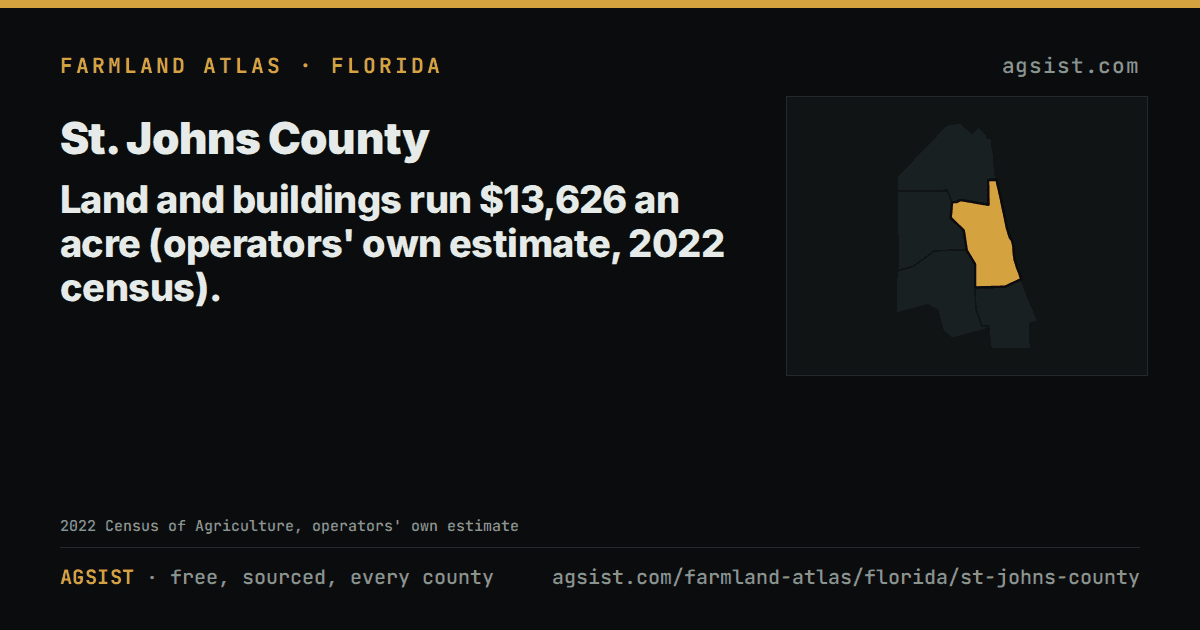 FARMLAND ATLAS · FLORIDA
agsist.com
St. Johns County
Land and buildings run $13,626 an
acre (operators' own estimate, 2022
census).
2022 Census of Agriculture, operators' own estimate
AGSIST · free, sourced, every county
agsist.com/farmland-atlas/florida/st-johns-county